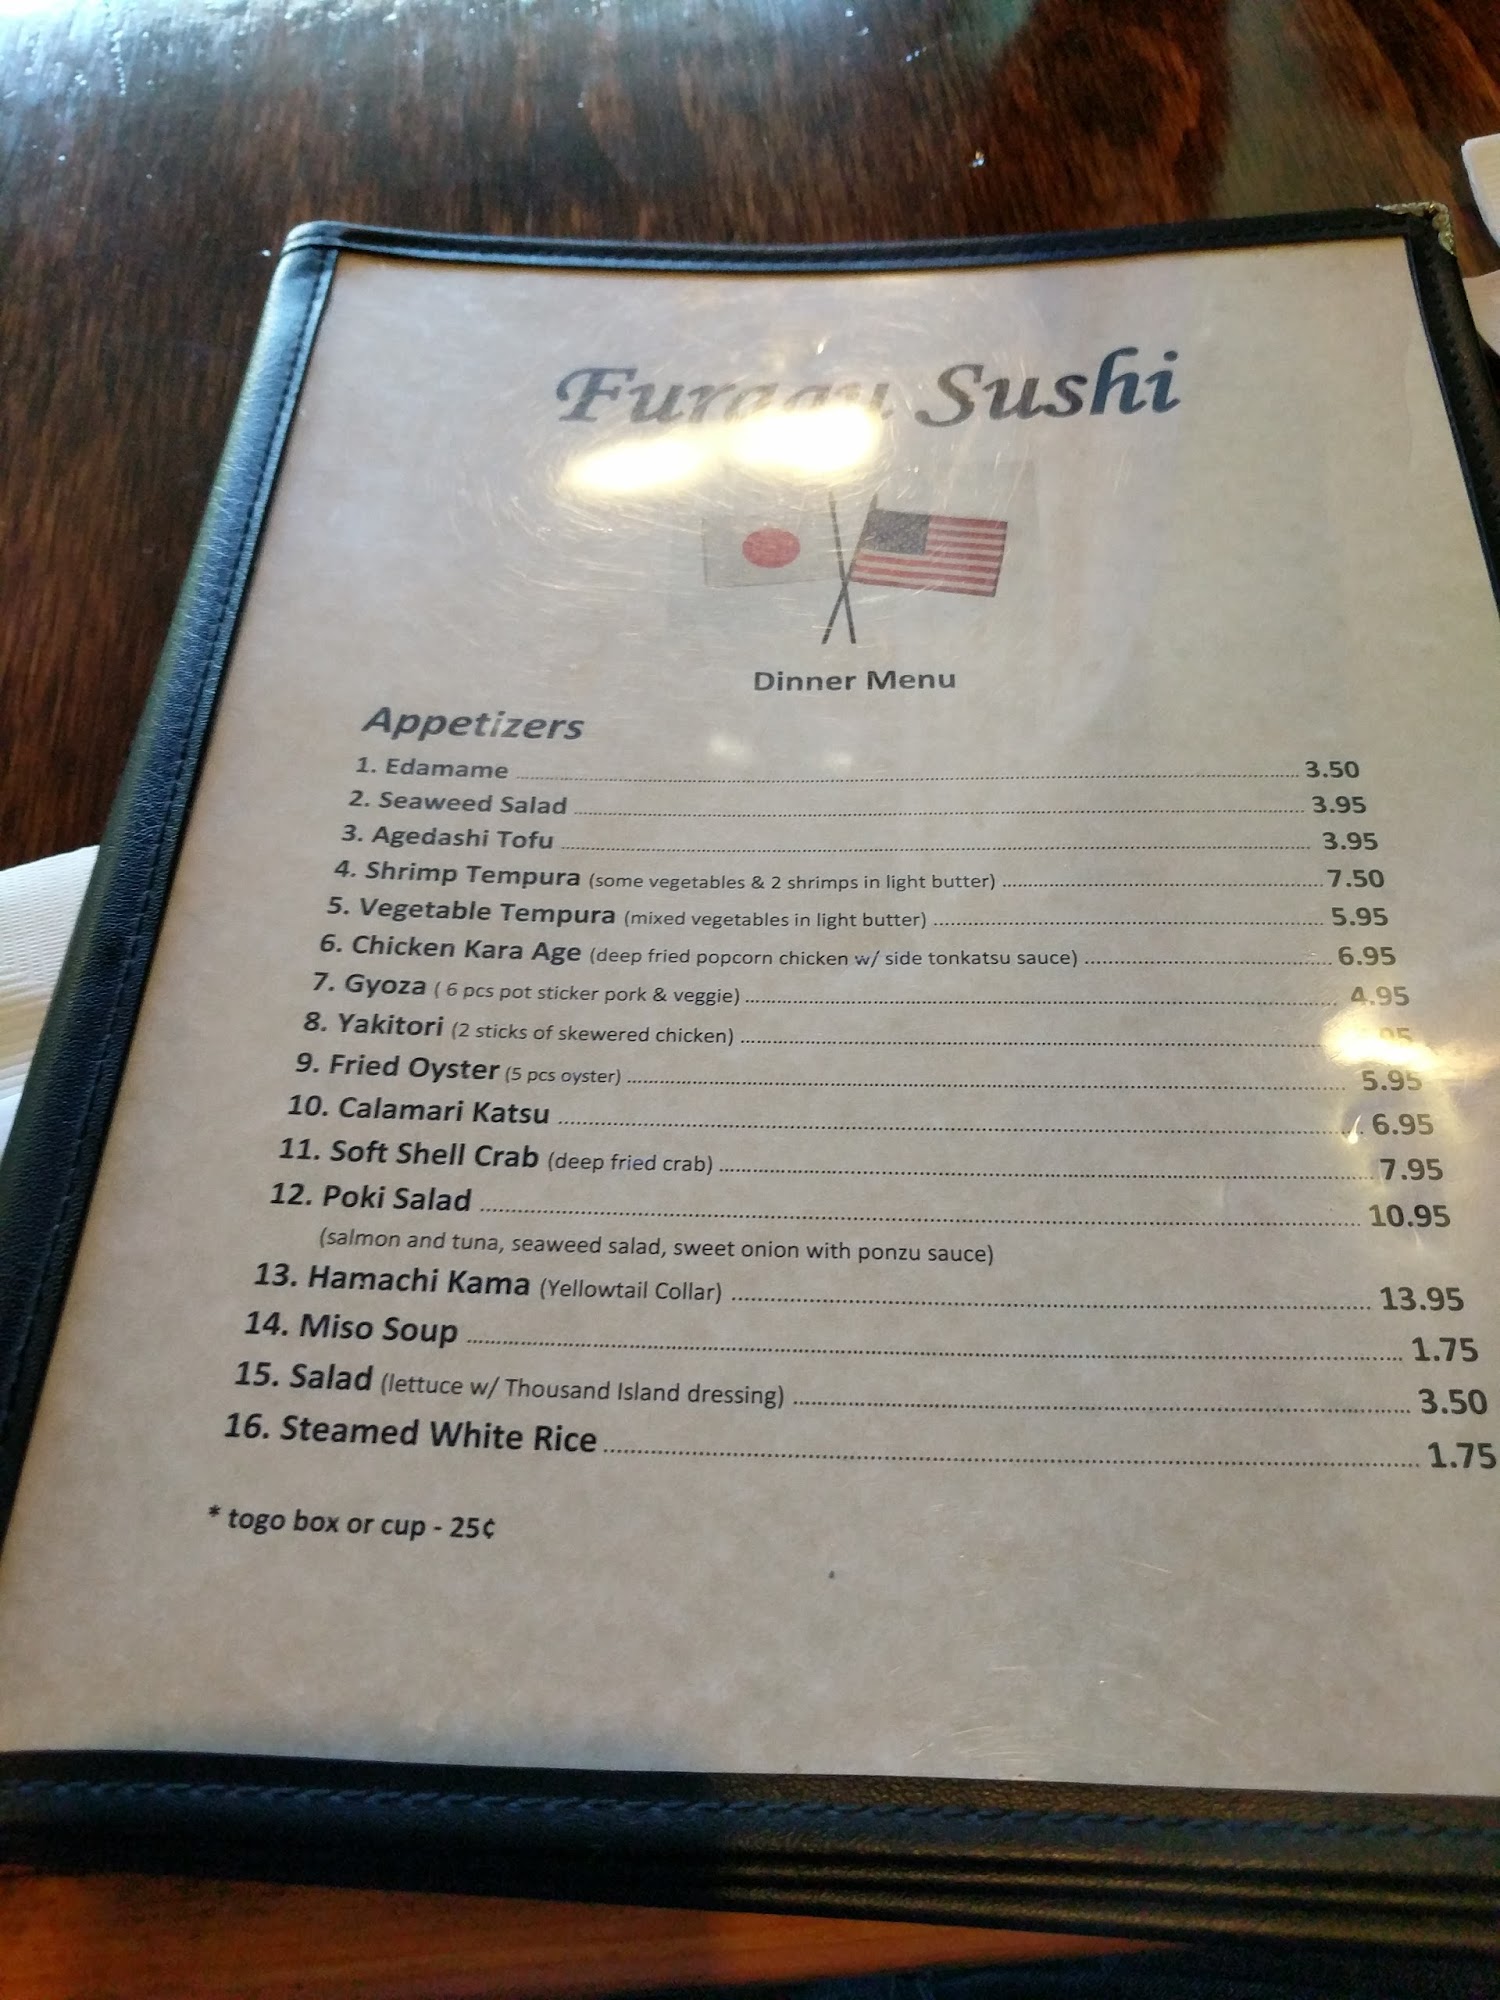 Sushi
Dinner Menu
Appetizers
1. Edamame 3.50
2. Seaweed Salad 3.95
3. Agedashi Tofu 3.95
4. Shrimp Tempura (some vegetables & 2 shrimps in light butter) 7.50
5. Vegetable Tempura (mixed vegetables in light butter) 5.95
6. Chicken Kara Age (deep fried popcorn chicken w/ side tonkatsu sauce) 6.95
7. Gyoza ( 6 pcs pot sticker pork & veggie) 4.95
8. Yakitori (2 sticks of skewered chicken)
9. Fried Oyster (5 pcs oyster) 5.95
10. Calamari Katsu 6.95
11. Soft Shell Crab (deep fried crab) 7.95
12. Poki Salad 10.95
(salmon and tuna, seaweed salad, sweet onion with ponzu sauce)
13. Hamachi Kama (Yellowtail Collar) 13.95
14. Miso Soup 1.75
15. Salad (lettuce w/ Thousand Island dressing) 3.50
16. Steamed White Rice 1.75
* togo box or cup - 25¢